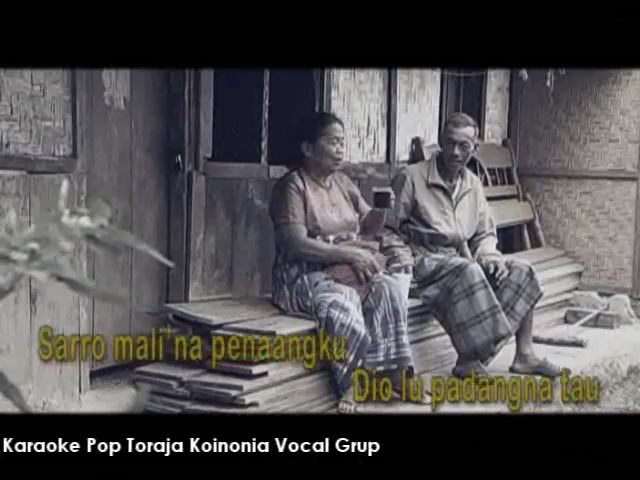 Sarro mali'na penaangku
Dio lu padangna tau
Karaoke Pop Toraja Koinonia Vocal Grup